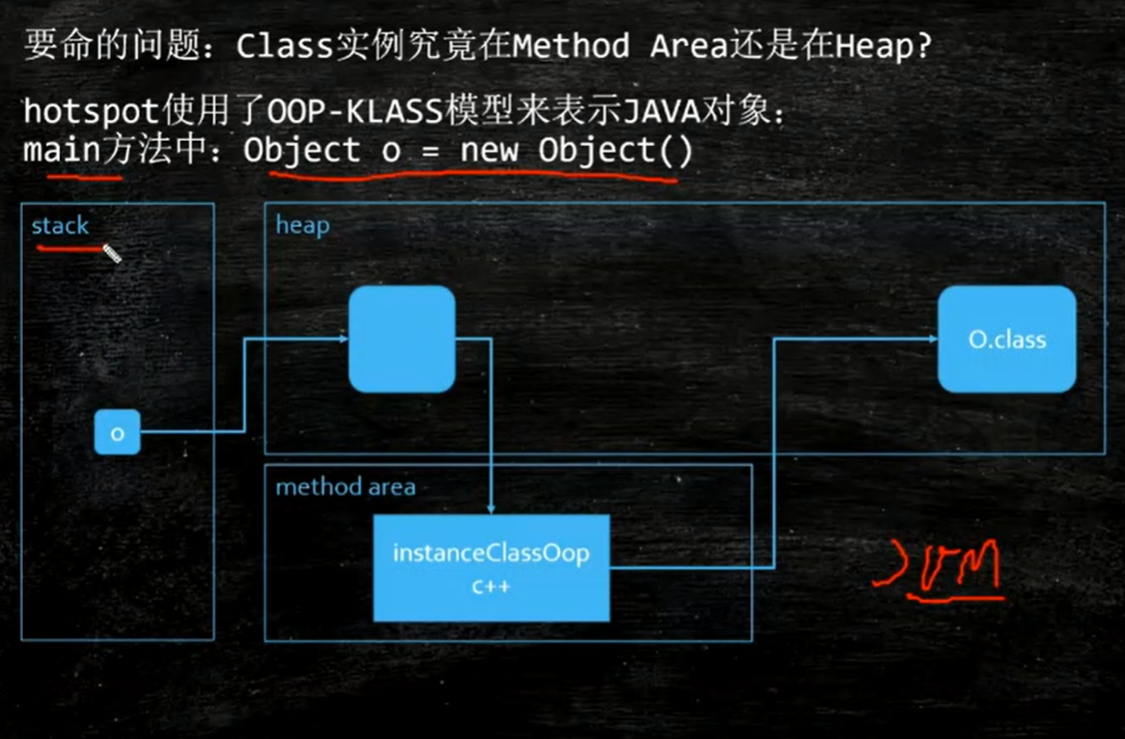 要命的问题：Class实例究竟在Method Area还是在Heap?
hotspot使用了OOP-KLASS模型来表示JAVA对象：
main方法中：Object o = new Object()
stack
heap
O.class
o
method area
instanceClassOop
c++
JVM